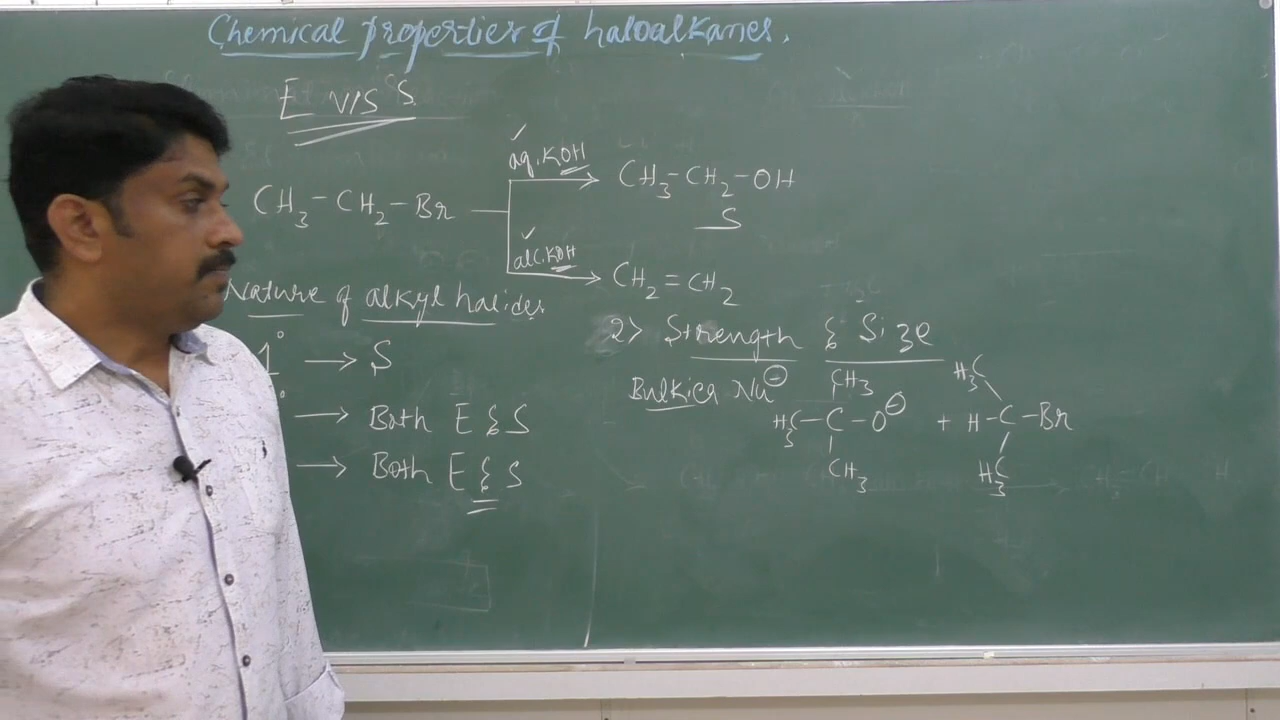 Chemical properties of haloalkanes.
E v/s S
aq. KOH
CH3-CH2-Br
CH3-CH2-OH
S
alc. KOH
CH2=CH2
Nature of alkyl halides
1° → S
° → Both E & S
→ Both E & S
2> Strength & Size
Bulkier Nu⊖
CH3
H3C-C-O⊖ + H-C-Br
CH3
H3C
H3C